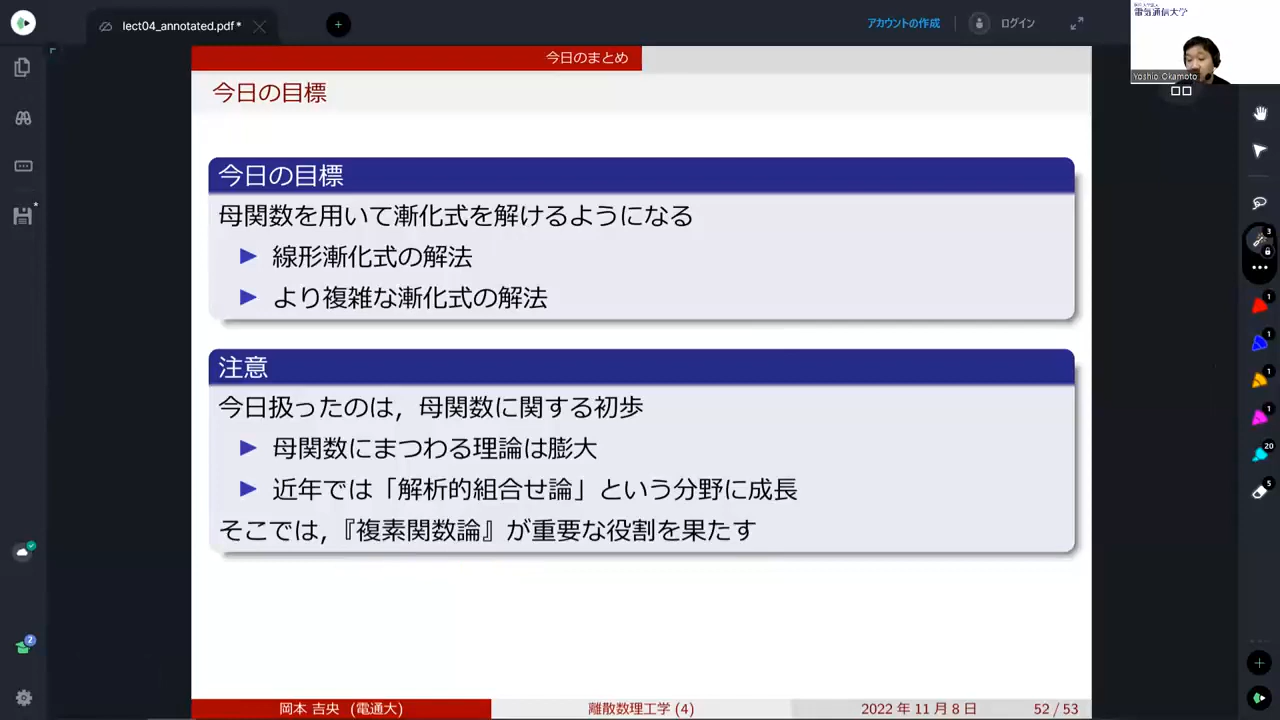 lect04_annotated.pdf*
アカウントの作成
ログイン
電気通信大学
Yoshio Okamoto
今日のまとめ
今日の目標
今日の目標
母関数を用いて漸化式を解けるようになる
線形漸化式の解法
より複雑な漸化式の解法
注意
今日扱ったのは，母関数に関する初歩
母関数にまつわる理論は膨大
近年では「解析的組合せ論」という分野に成長
そこでは，『複素関数論』が重要な役割を果たす
3
1
1
1
1
20
5
2
岡本 吉央 (電通大)
離散数理工学 (4)
2022 年 11 月 8 日
52 / 53